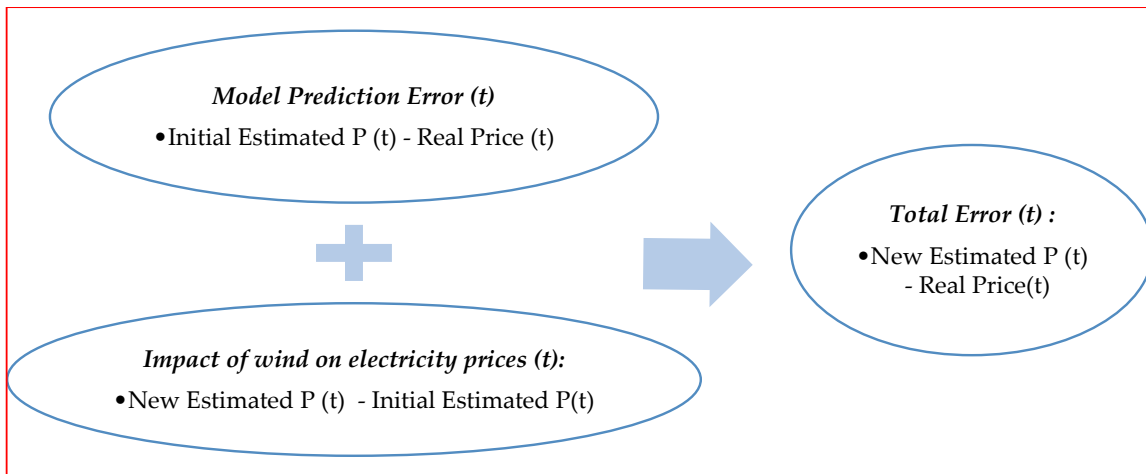 Model Prediction Error (t)
•Initial Estimated P (t) - Real Price (t)
Impact of wind on electricity prices (t):
•New Estimated P (t)  - Initial Estimated P(t)
Total Error (t) :
•New Estimated P (t)
- Real Price(t)